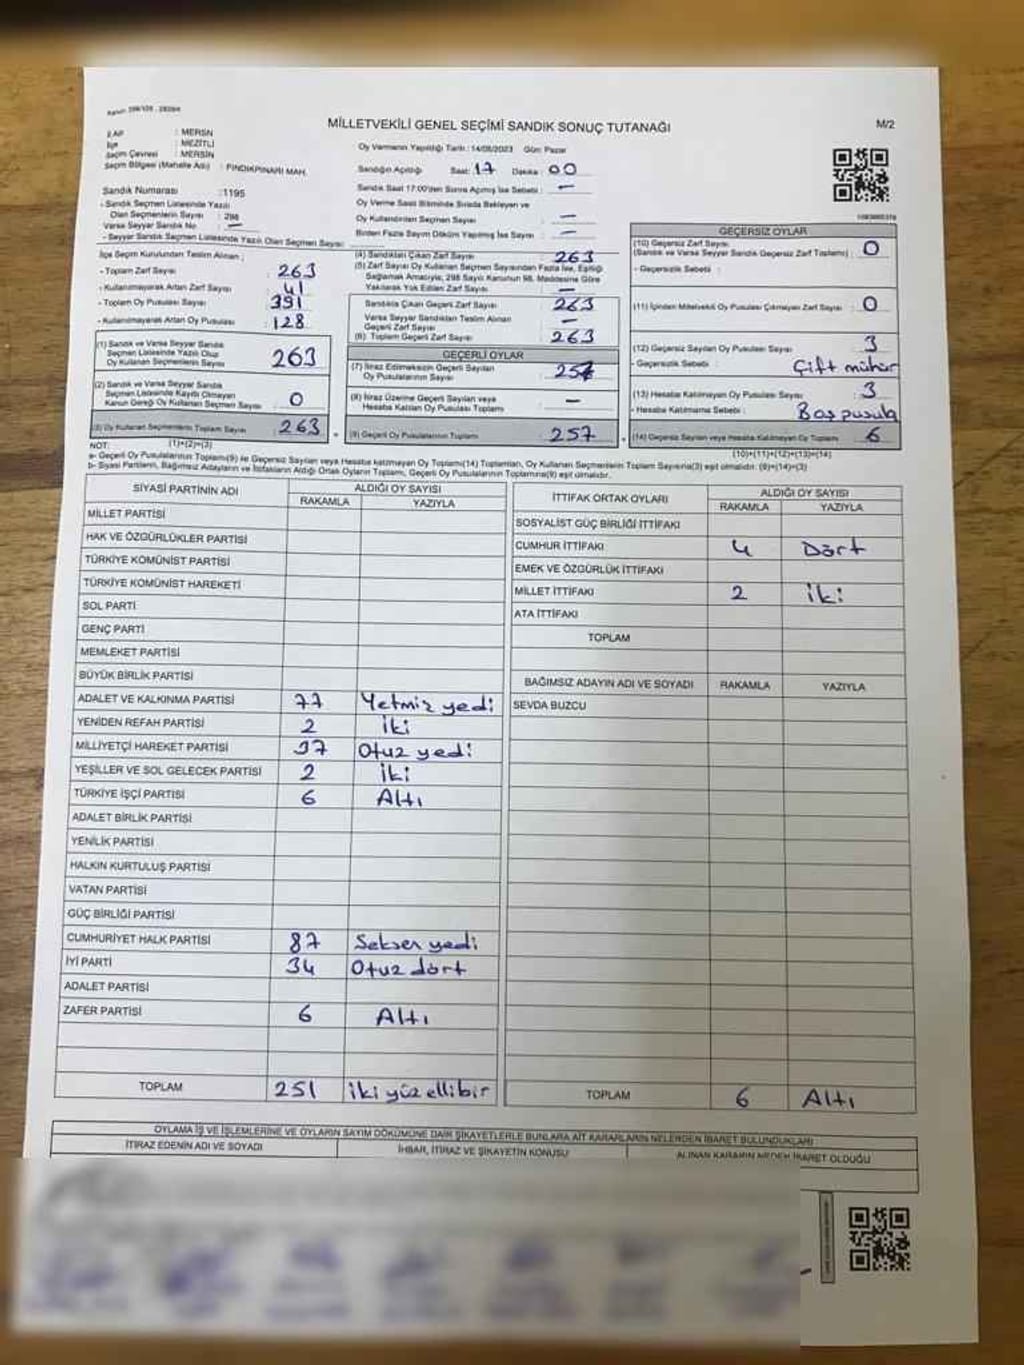 MİLLETVEKİLİ GENEL SEÇİMİ SANDIK SONUÇ TUTANAĞI
M/2
İLİ : MERSİN
İlçe : MEZİTLİ
Seçim Çevresi : MERSİN
Seçim Bölgesi (Mahalle Adı) : FINDIKPINARI MAH.
Oy Vermenin Yapıldığı Tarih : 14/05/2023 Gün: Pazar
Sandığın Açıldığı Saat: 17 Dakika: 00
Sandık Saat 17:00'den Sonra Açılmış İse Sebebi : –
Oy Verme Saati Bitiminde Sırada Bekleyen ve
Oy Kullandırılan Seçmen Sayısı : –
Birden Fazla Sayım Döküm Yapılmış İse Sayısı : –
Sandık Numarası : 1195
- Sandık Seçmen Listesinde Yazılı
Olan Seçmenlerin Sayısı : 298
Varsa Seyyar Sandık No : –
- Seyyar Sandık Seçmen Listesinde Yazılı Olan Seçmen Sayısı:
İlçe Seçim Kurulundan Teslim Alınan ;
- Toplam Zarf Sayısı : 263
- Kullanılmayarak Artan Zarf Sayısı : 41
- Toplam Oy Pusulası Sayısı : 391
- Kullanılmayarak Artan Oy Pusulası : 128
(1) Sandık ve Varsa Seyyar Sandık
Seçmen Listesinde Yazılı Olup
Oy Kullanan Seçmenlerin Sayısı : 263
(2) Sandık ve Varsa Seyyar Sandık
Seçmen Listesinde Kaydı Olmayan
Kanun Gereği Oy Kullanan Seçmen Sayısı : 0
(3) Oy Kullanan Seçmenlerin Toplam Sayısı : 263
(4) Sandıktan Çıkan Zarf Sayısı : 263
(5) Zarf Sayısı Oy Kullanan Seçmen Sayısından Fazla İse, Eşitliği
Sağlamak Amacıyla, 298 Sayılı Kanunun 98. Maddesine Göre
Yakılarak Yok Edilen Zarf Sayısı : –
Sandıkta Çıkan Geçerli Zarf Sayısı : 263
Varsa Seyyar Sandıktan Teslim Alınan
Geçerli Zarf Sayısı : –
(6) Toplam Geçerli Zarf Sayısı : 263
GEÇERLİ OYLAR
(7) İtiraz Edilmeksizin Geçerli Sayılan
Oy Pusulalarının Sayısı : 257
(8) İtiraz Üzerine Geçerli Sayılan ve
Hesaba Katılan Oy Pusulası Toplamı : –
(9) Geçerli Oy Pusulalarının Toplamı : 257
GEÇERSİZ OYLAR
(10) Geçersiz Zarf Sayısı
(Sandık ve Varsa Seyyar Sandık Geçersiz Zarf Toplamı) : 0
- Geçersizlik Sebebi :
(11) İçinden Milletvekili Oy Pusulası Çıkmayan Zarf Sayısı : 0
(12) Geçersiz Sayılan Oy Pusulası Sayısı : 3
- Geçersizlik Sebebi : Çift mühür
(13) Hesaba Katılmayan Oy Pusulası Sayısı : 3
- Hesaba Katılmama Sebebi : Boş pusula
(14) Geçersiz Sayılan veya Hesaba Katılmayan Oy Toplamı : 6
NOT: (1)+(2)=(3)
(10)+(11)+(12)+(13)=(14)
a- Geçerli Oy Pusulalarının Toplamı(9) ile Geçersiz Sayılan veya Hesaba katılmayan Oy Toplamı(14) Toplamları, Oy Kullanan Seçmenlerin Toplam Sayısına(3) eşit olmalıdır. (9)+(14)=(3)
b- Siyasi Partilerin, Bağımsız Adayların ve İttifakların Aldığı Ortak Oyların Toplamı, Geçerli Oy Pusulalarının Toplamına(9) eşit olmalıdır.
SİYASİ PARTİNİN ADI ALDIĞI OY SAYISI
RAKAMLA YAZIYLA
MİLLET PARTİSİ
HAK VE ÖZGÜRLÜKLER PARTİSİ
TÜRKİYE KOMÜNİST PARTİSİ
TÜRKİYE KOMÜNİST HAREKETİ
SOL PARTİ
GENÇ PARTİ
MEMLEKET PARTİSİ
BÜYÜK BİRLİK PARTİSİ
ADALET VE KALKINMA PARTİSİ 77 Yetmiş yedi
YENİDEN REFAH PARTİSİ 2 İki
MİLLİYETÇİ HAREKET PARTİSİ 37 Otuz yedi
YEŞİLLER VE SOL GELECEK PARTİSİ 2 İki
TÜRKİYE İŞÇİ PARTİSİ 6 Altı
ADALET BİRLİK PARTİSİ
YENİLİK PARTİSİ
HALKIN KURTULUŞ PARTİSİ
VATAN PARTİSİ
GÜÇ BİRLİĞİ PARTİSİ
CUMHURİYET HALK PARTİSİ 87 Seksen yedi
İYİ PARTİ 34 Otuz dört
ADALET PARTİSİ
ZAFER PARTİSİ 6 Altı
TOPLAM 251 iki yüz ellibir
İTTİFAK ORTAK OYLARI ALDIĞI OY SAYISI
RAKAMLA YAZIYLA
SOSYALİST GÜÇ BİRLİĞİ İTTİFAKI
CUMHUR İTTİFAKI 4 Dört
EMEK VE ÖZGÜRLÜK İTTİFAKI
MİLLET İTTİFAKI 2 İki
ATA İTTİFAKI
TOPLAM
BAĞIMSIZ ADAYIN ADI VE SOYADI RAKAMLA YAZIYLA
SEVDA BUZCU
TOPLAM 6 Altı
OYLAMA İŞ VE İŞLEMLERİNE VE OYLARIN SAYIM DÖKÜMÜNE DAİR ŞİKAYETLERLE BUNLARA AİT KARARLARIN NELERDEN İBARET BULUNDUKLARI
İTİRAZ EDENİN ADI VE SOYADI İHBAR, İTİRAZ VE ŞİKAYETİN KONUSU ALINAN KARARIN NEDEN İBARET OLDUĞU